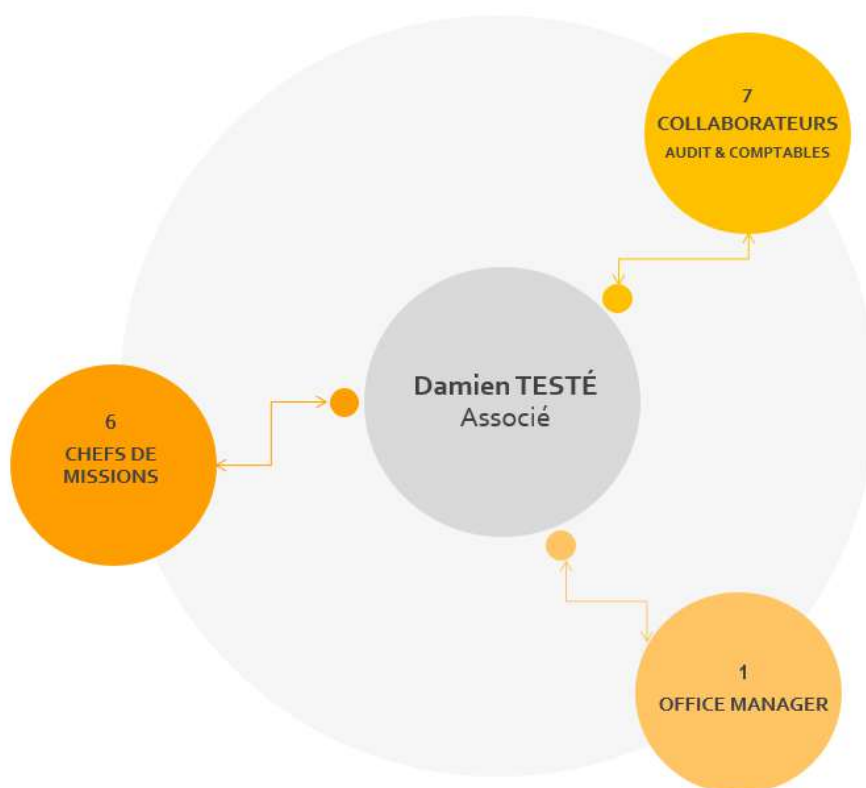 7
COLLABORATEURS
AUDIT & COMPTABLES
Damien TESTÉ
Associé
6
CHEFS DE
MISSIONS
1
OFFICE MANAGER